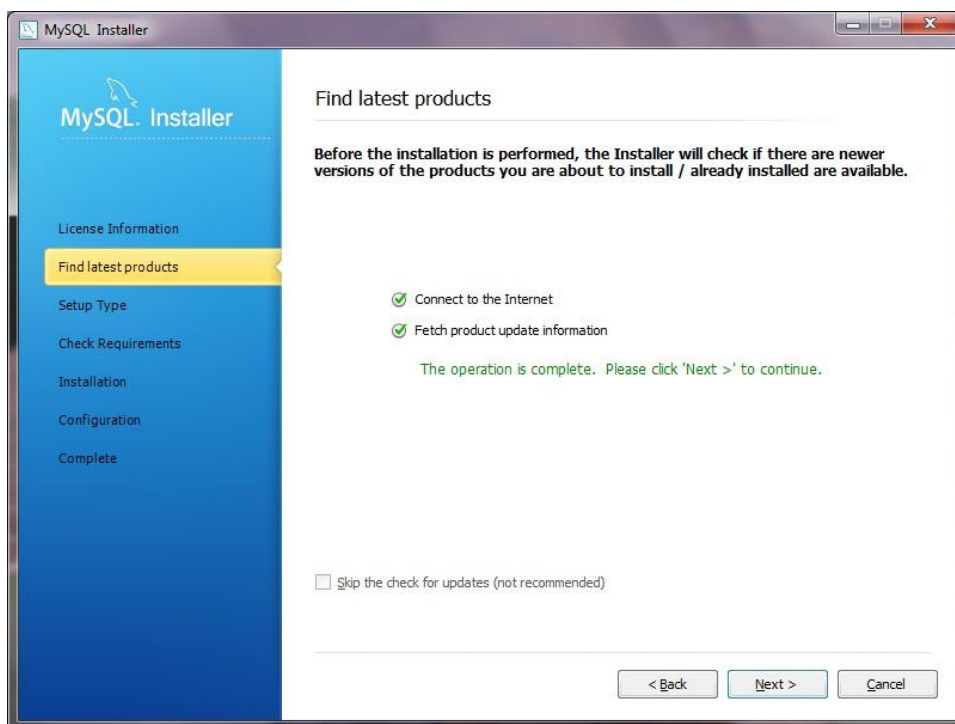 MySQL Installer
MySQL. Installer
License Information
Find latest products
Setup Type
Check Requirements
Installation
Configuration
Complete
Find latest products
Before the installation is performed, the Installer will check if there are newer
versions of the products you are about to install / already installed are available.
Connect to the Internet
Fetch product update information
The operation is complete. Please click 'Next >' to continue.
Skip the check for updates (not recommended)
< Back
Next >
Cancel